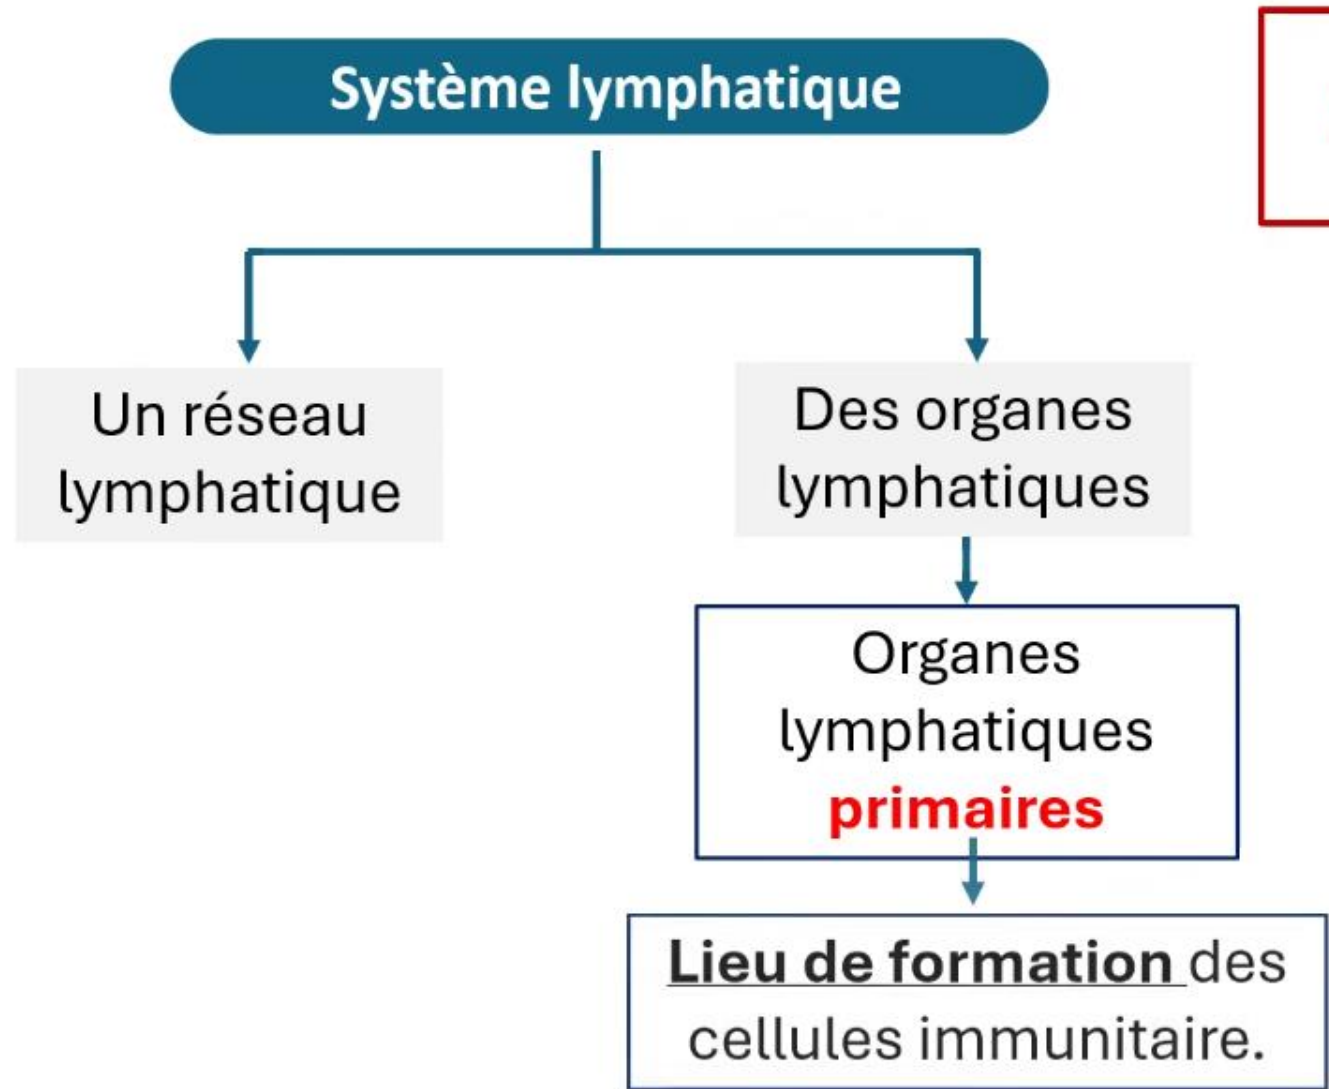 Système lymphatique
Un réseau
lymphatique
Des organes
lymphatiques
Organes
lymphatiques
primaires
Lieu de formation des
cellules immunitaire.